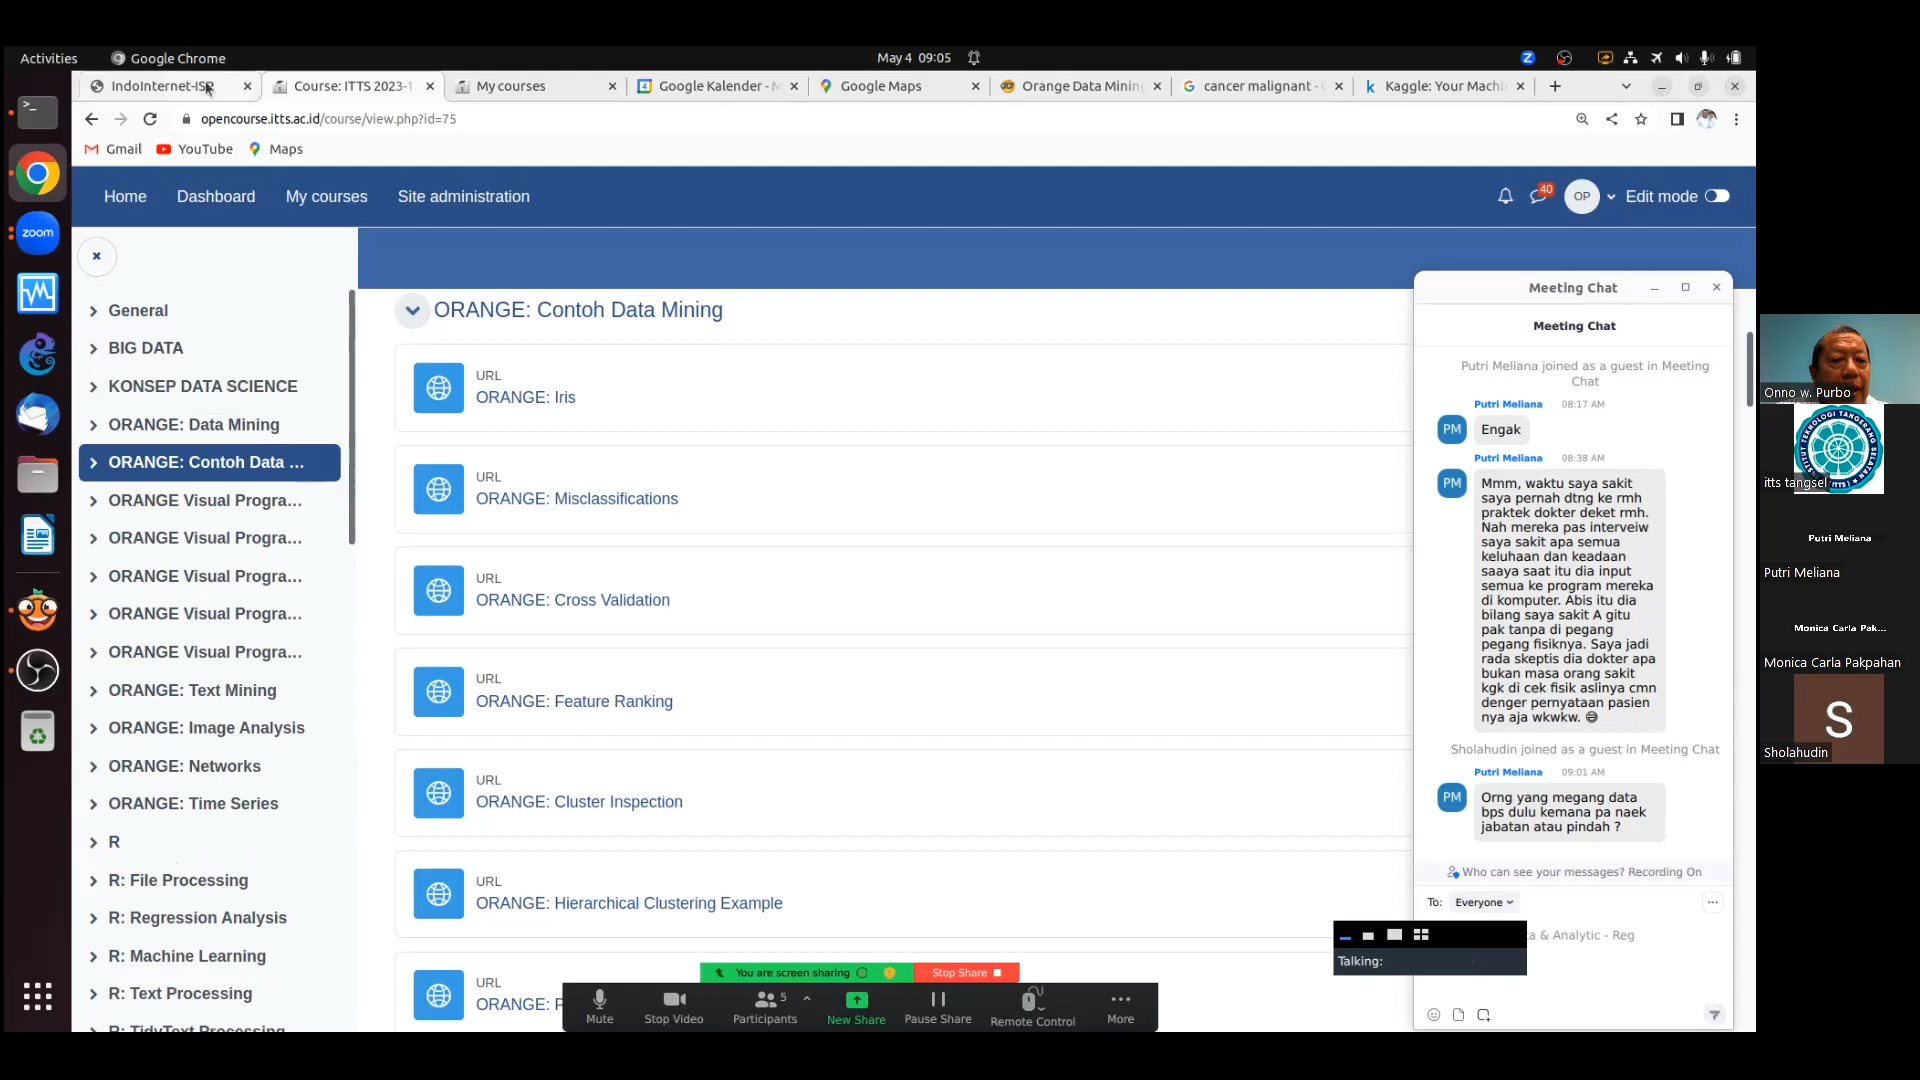 Activities
Google Chrome
May 4 09:05
IndoInternet-ISP
Course: ITTS 2023-1
My courses
Google Kalender - M
Google Maps
Orange Data Mining
cancer malignant -
Kaggle: Your Machi
opencourse.itts.ac.id/course/view.php?id=75
Gmail
YouTube
Maps
Home
Dashboard
My courses
Site administration
40
OP
Edit mode
General
BIG DATA
KONSEP DATA SCIENCE
ORANGE: Data Mining
ORANGE: Contoh Data ...
ORANGE Visual Progra...
ORANGE Visual Progra...
ORANGE Visual Progra...
ORANGE Visual Progra...
ORANGE Visual Progra...
ORANGE: Text Mining
ORANGE: Image Analysis
ORANGE: Networks
ORANGE: Time Series
R
R: File Processing
R: Regression Analysis
R: Machine Learning
R: Text Processing
R: TidyText Processing
zoom
ORANGE: Contoh Data Mining
URL
ORANGE: Iris
URL
ORANGE: Misclassifications
URL
ORANGE: Cross Validation
URL
ORANGE: Feature Ranking
URL
ORANGE: Cluster Inspection
URL
ORANGE: Hierarchical Clustering Example
URL
ORANGE: P
Meeting Chat
Meeting Chat
Putri Meliana joined as a guest in Meeting
Chat
Putri Meliana 08:17 AM
PM
Engak
Putri Meliana 08:38 AM
PM
Mmm, waktu saya sakit
saya pernah dtng ke rmh
praktek dokter deket rmh.
Nah mereka pas interveiw
saya sakit apa semua
keluhaan dan keadaan
saaya saat itu dia input
semua ke program mereka
di komputer. Abis itu dia
bilang saya sakit A gitu
pak tanpa di pegang
pegang fisiknya. Saya jadi
rada skeptis dia dokter apa
bukan masa orang sakit
kgk di cek fisik aslinya cmn
denger pernyataan pasien
nya aja wkwkw. 😅
Sholahudin joined as a guest in Meeting Chat
Putri Meliana 09:01 AM
PM
Orng yang megang data
bps dulu kemana pa naek
jabatan atau pindah ?
Who can see your messages? Recording On
To: Everyone
ta & Analytic - Reg
Talking:
You are screen sharing
Stop Share
Mute
Stop Video
5
Participants
New Share
Pause Share
Remote Control
More
Onno w. Purbo
INSTITUT TEKNOLOGI TANGERANG SELATAN (ITTS)
itts tangsel
Putri Meliana
Putri Meliana
Monica Carla Pak...
Monica Carla Pakpahan
S
Sholahudin